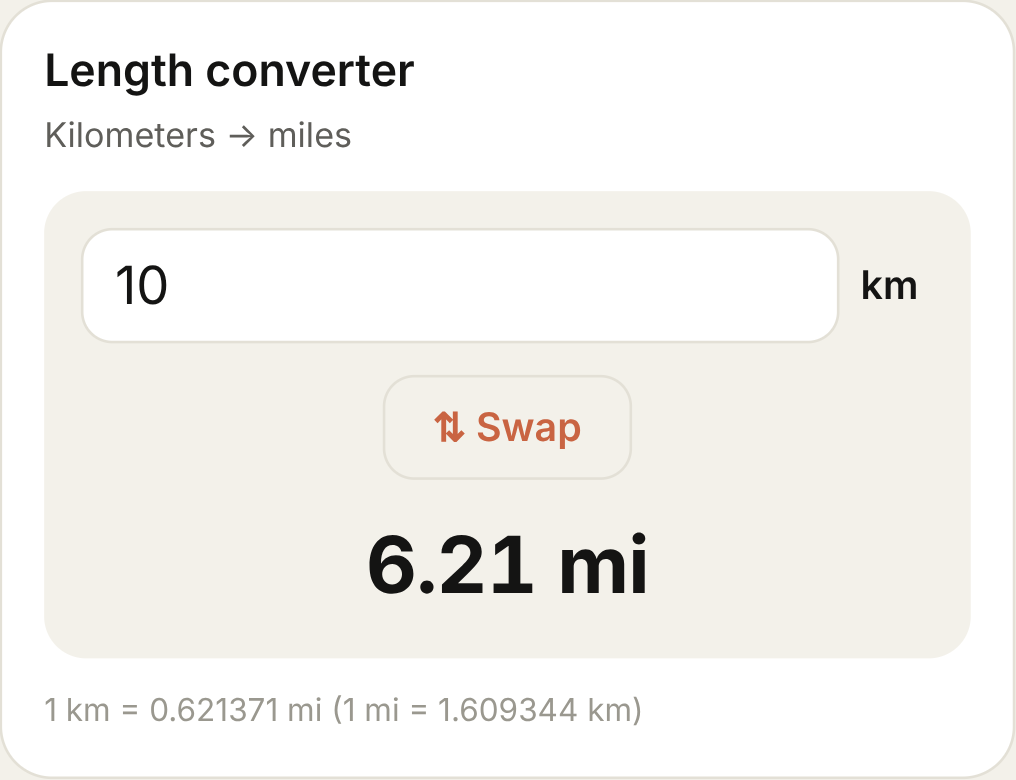 Length converter
Kilometers → miles
10 km
⇅ Swap
6.21 mi
1 km = 0.621371 mi (1 mi = 1.609344 km)